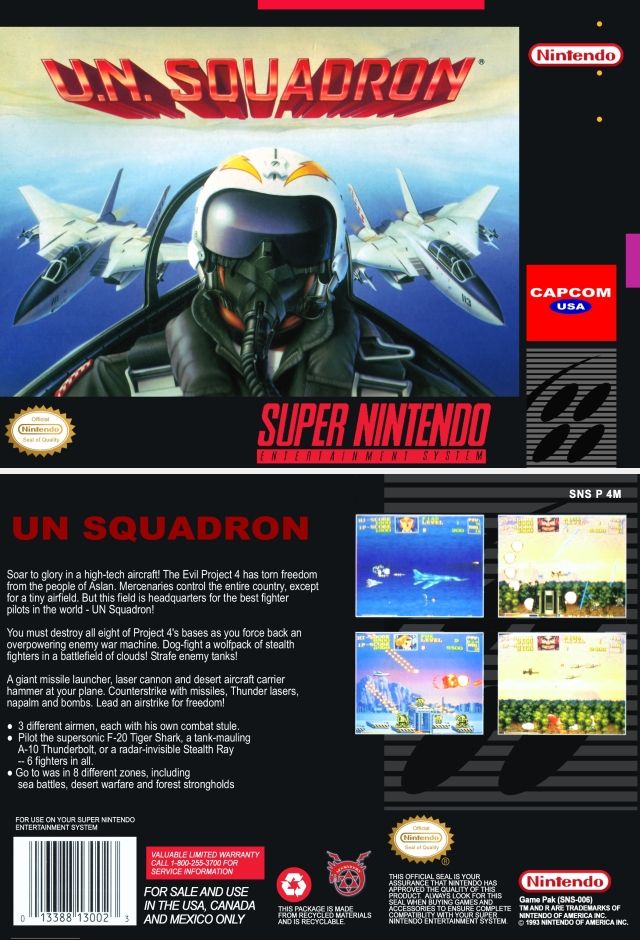 U.N. SQUADRON®
Nintendo
CAPCOM
USA
113
Official
Nintendo
Seal of Quality
SUPER NINTENDO
ENTERTAINMENT SYSTEM
SNS P 4M
UN SQUADRON
Soar to glory in a high-tech aircraft! The Evil Project 4 has torn freedom
from the people of Aslan. Mercenaries control the entire country, except
for a tiny airfield. But this field is headquarters for the best fighter
pilots in the world - UN Squadron!
You must destroy all eight of Project 4's bases as you force back an
overpowering enemy war machine. Dog-fight a wolfpack of stealth
fighters in a battlefield of clouds! Strafe enemy tanks!
A giant missile launcher, laser cannon and desert aircraft carrier
hammer at your plane. Counterstrike with missiles, Thunder lasers,
napalm and bombs. Lead an airstrike for freedom!
● 3 different airmen, each with his own combat stule.
● Pilot the supersonic F-20 Tiger Shark, a tank-mauling
A-10 Thunderbolt, or a radar-invisible Stealth Ray
-- 6 fighters in all.
● Go to was in 8 different zones, including
sea battles, desert warfare and forest strongholds
FOR USE ON YOUR SUPER NINTENDO
ENTERTAINMENT SYSTEM
0 13388 13002 3
VALUABLE LIMITED WARRANTY
CALL 1-800-255-3700 FOR
SERVICE INFORMATION
FOR SALE AND USE
IN THE USA, CANADA
AND MEXICO ONLY
THIS PACKAGE IS MADE
FROM RECYCLED MATERIALS
AND IS RECYCLABLE.
Official
Nintendo
Seal of Quality
®
THIS OFFICIAL SEAL IS YOUR
ASSURANCE THAT NINTENDO HAS
APPROVED THE QUALITY OF THIS
PRODUCT. ALWAYS LOOK FOR THIS
SEAL WHEN BUYING GAMES AND
ACCESSORIES TO ENSURE COMPLETE
COMPATIBILITY WITH YOUR SUPER
NINTENDO ENTERTAINMENT SYSTEM.
Nintendo
Game Pak (SNS-006)
TM AND R ARE TRADEMARKS OF
NINTENDO OF AMERICA INC.
© 1993 NINTENDO OF AMERICA INC.